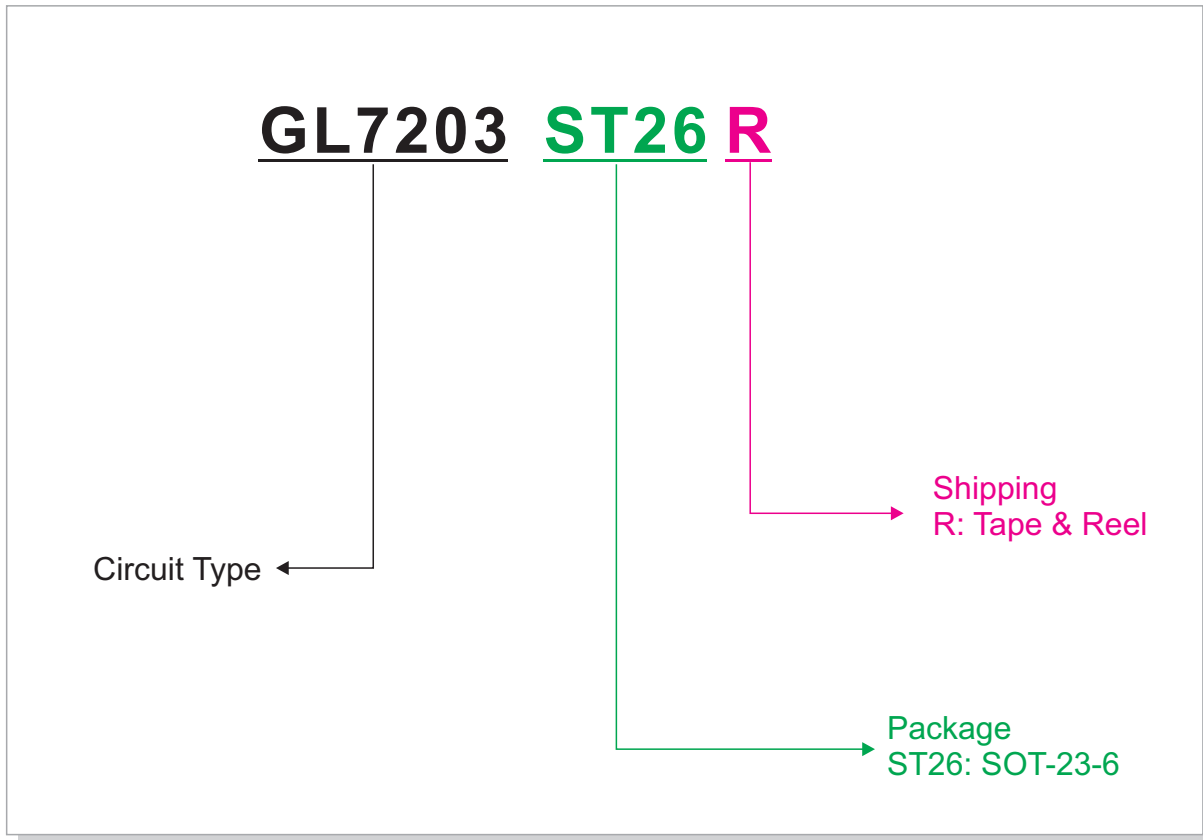 GL7203 ST26 R
Shipping
R: Tape & Reel
Circuit Type
Package
ST26: SOT-23-6